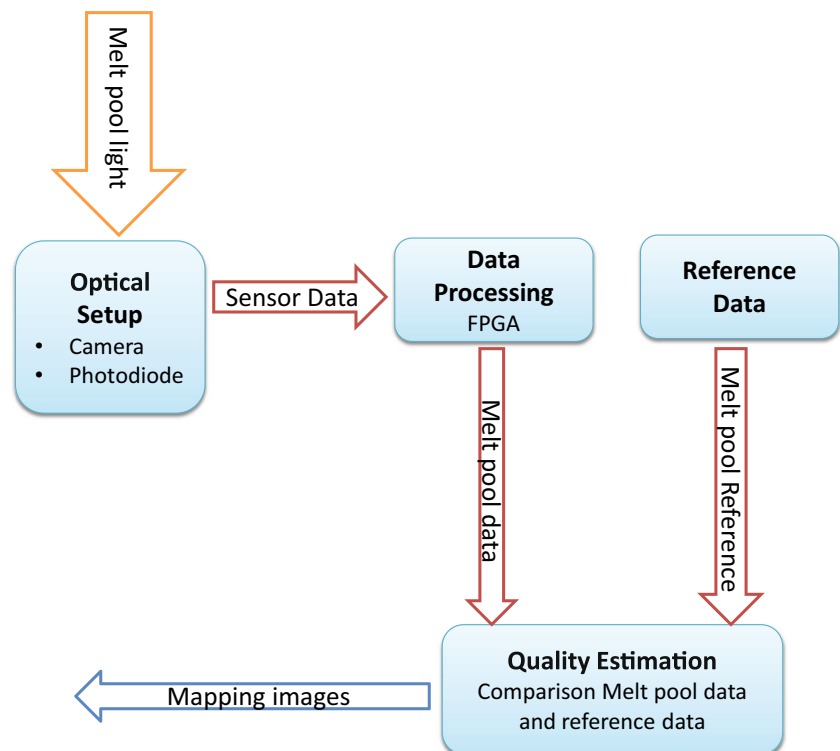 Melt pool light
Optical
Setup
• Camera
• Photodiode
Sensor Data
Data
Processing
FPGA
Reference
Data
Melt pool data
Melt pool Reference
Quality Estimation
Comparison Melt pool data
and reference data
Mapping images